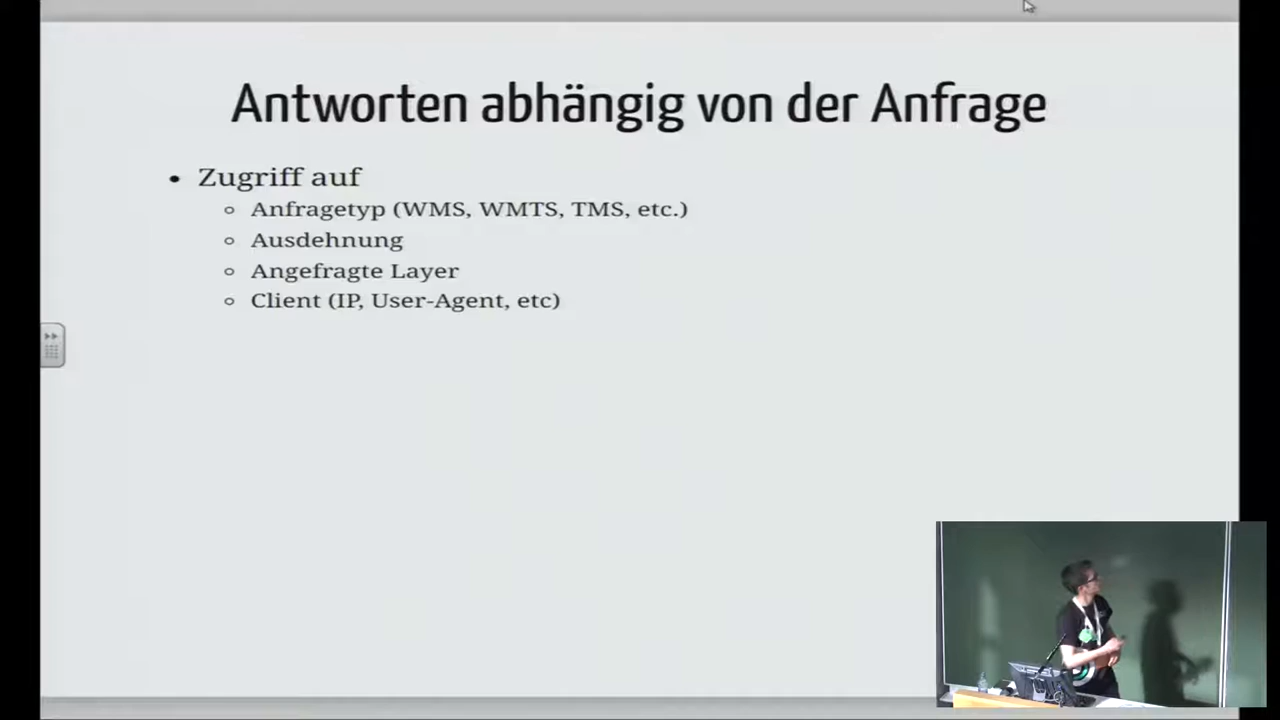 Antworten abhängig von der Anfrage
• Zugriff auf
◦ Anfragetyp (WMS, WMTS, TMS, etc.)
◦ Ausdehnung
◦ Angefragte Layer
◦ Client (IP, User-Agent, etc)